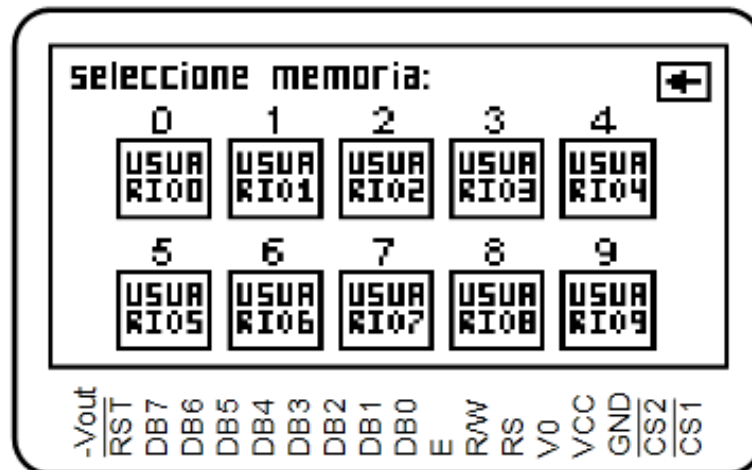 seleccione memoria:
0 1 2 3 4
USUA USUA USUA USUA USUA
RIO0 RIO1 RIO2 RIO3 RIO4
5 6 7 8 9
USUA USUA USUA USUA USUA
RIO5 RIO6 RIO7 RIO8 RIO9
-Vout
RST
DB7
DB6
DB5
DB4
DB3
DB2
DB1
DB0
E
R/W
RS
V0
VCC
GND
CS2
CS1